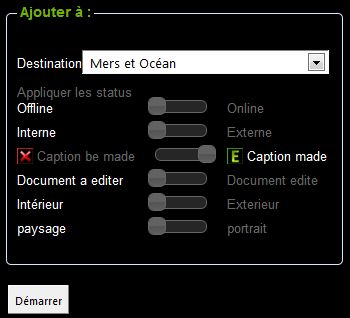 Ajouter à :
Destination Mers et Océan
Appliquer les status
Offline Online
Interne Externe
Caption be made E Caption made
Document a editer Document edite
Intérieur Exterieur
paysage portrait
Démarrer